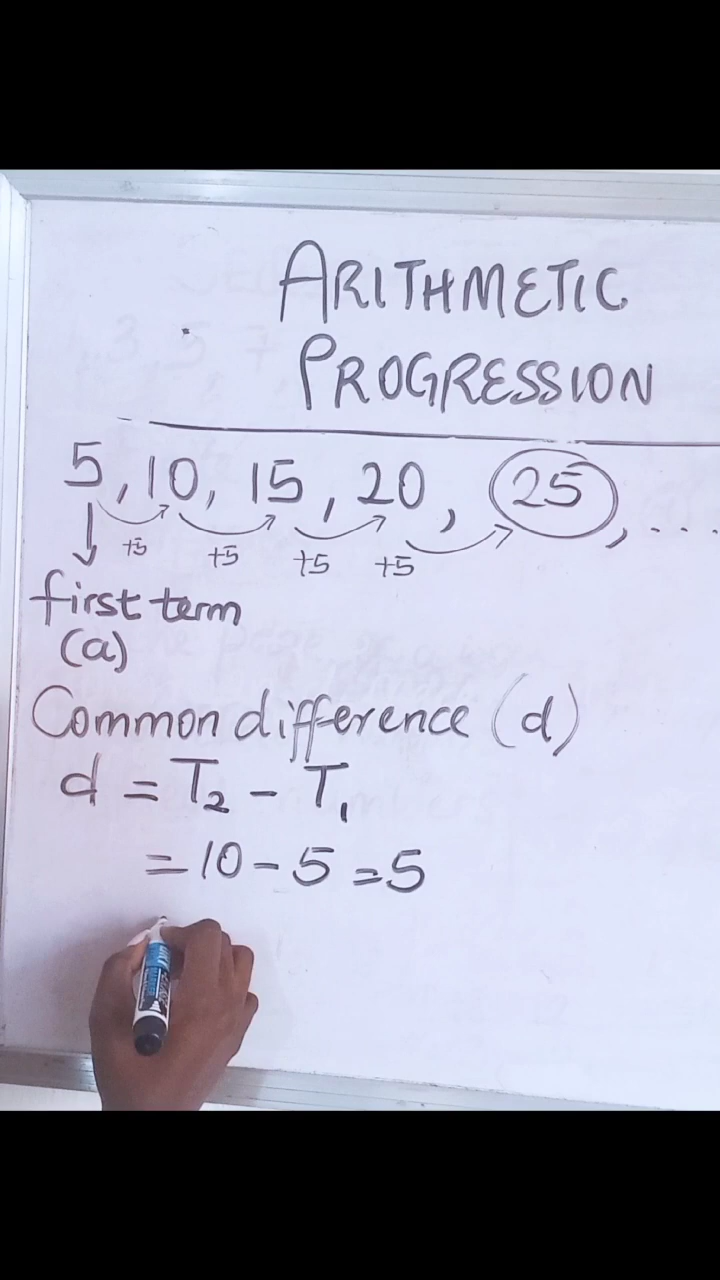 ARITHMETIC
PROGRESSION
5, 10, 15, 20, 25, ....
+5 +5 +5 +5
first term
(a)
Common difference (d)
d = T₂ - T₁
= 10 - 5 = 5